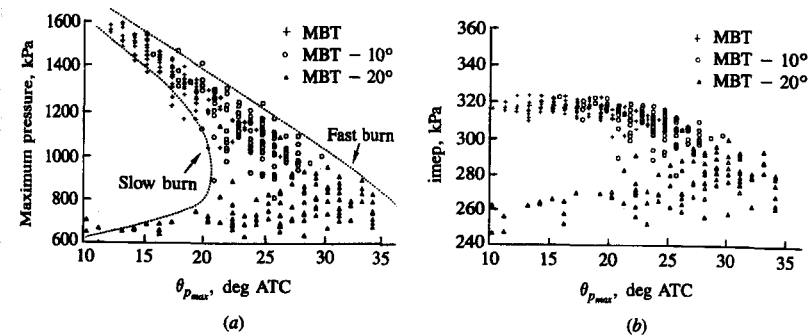 Maximum pressure, kPa
1600
1400
1200
1000
800
600
10
15
20
25
30
35
+ MBT
○ MBT − 10°
▲ MBT − 20°
Fast burn
Slow burn
θpmax, deg ATC
(a)
imep, kPa
360
340
320
300
280
260
240
10
15
20
25
30
35
+ MBT
○ MBT − 10°
▲ MBT − 20°
θpmax, deg ATC
(b)